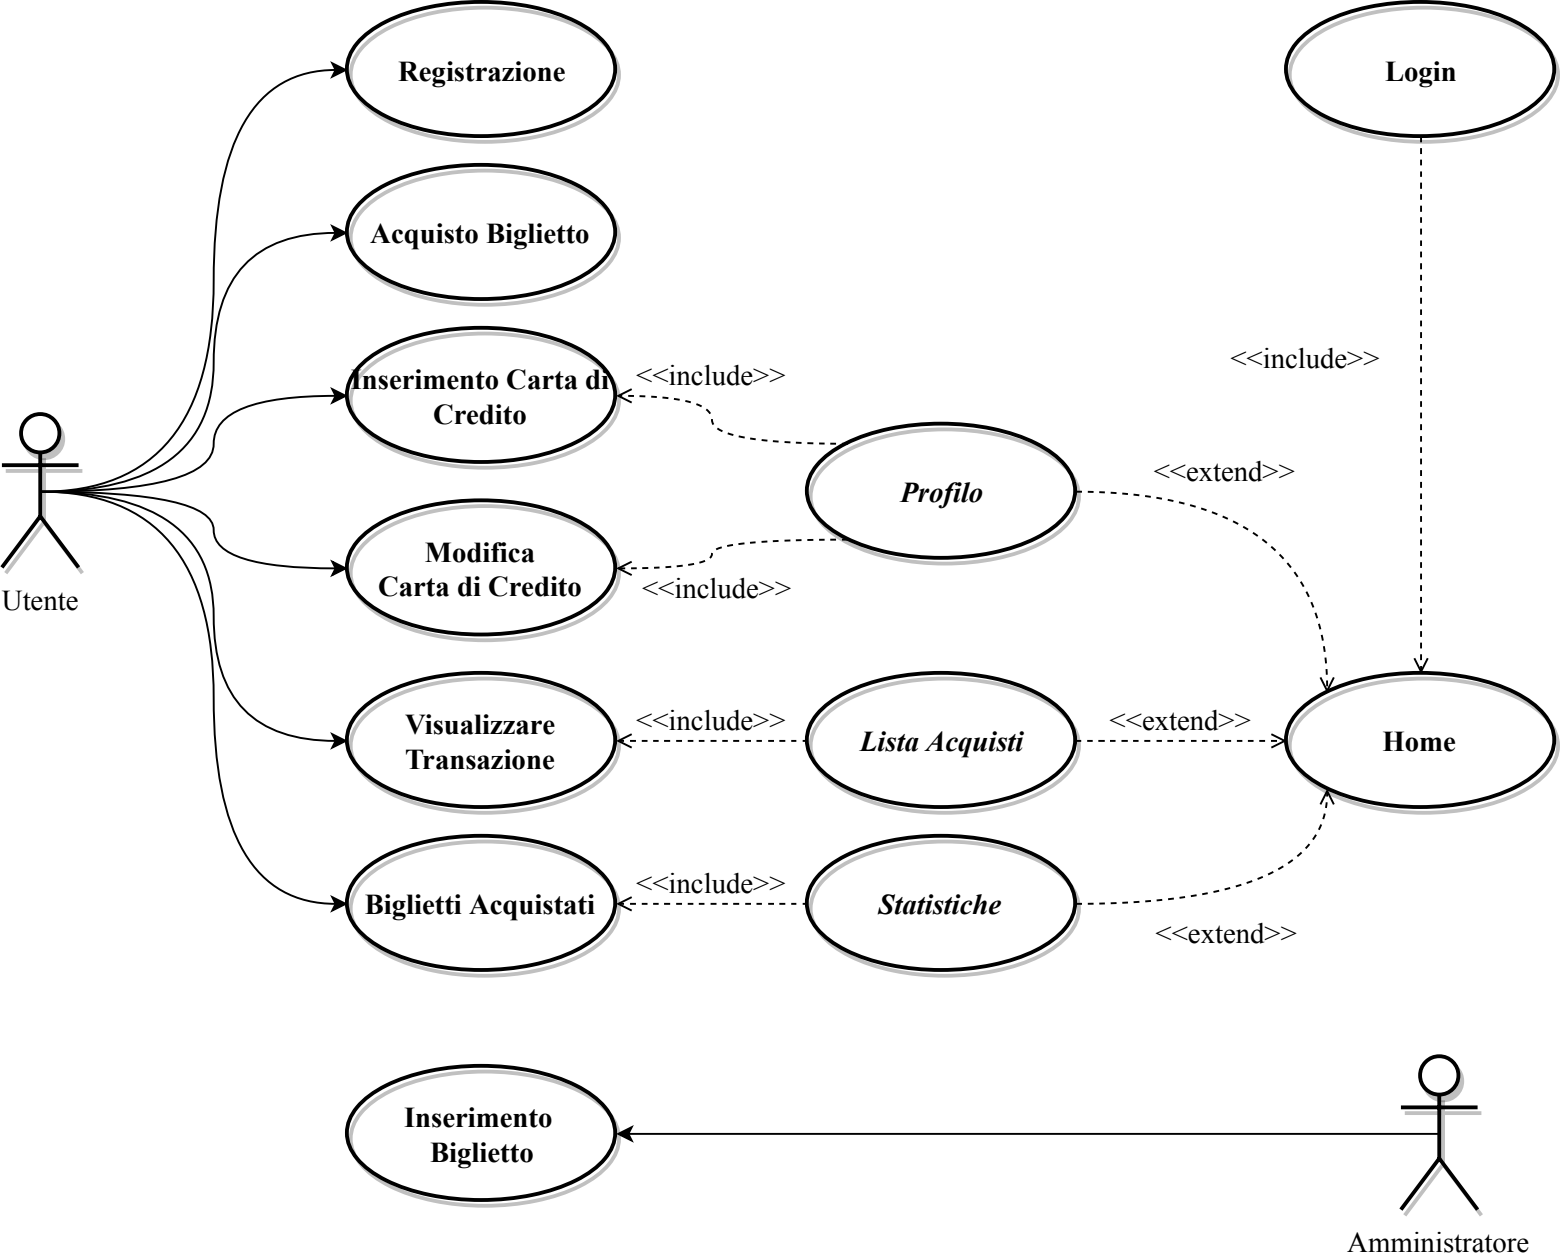 Registrazione
Login
Acquisto Biglietto
<<include>>
Inserimento Carta di
Credito
<<include>>
Profilo
<<extend>>
Modifica
Carta di Credito
<<include>>
Utente
Visualizzare
Transazione
<<include>>
Lista Acquisti
<<extend>>
Home
Biglietti Acquistati
<<include>>
Statistiche
<<extend>>
Inserimento
Biglietto
Amministratore